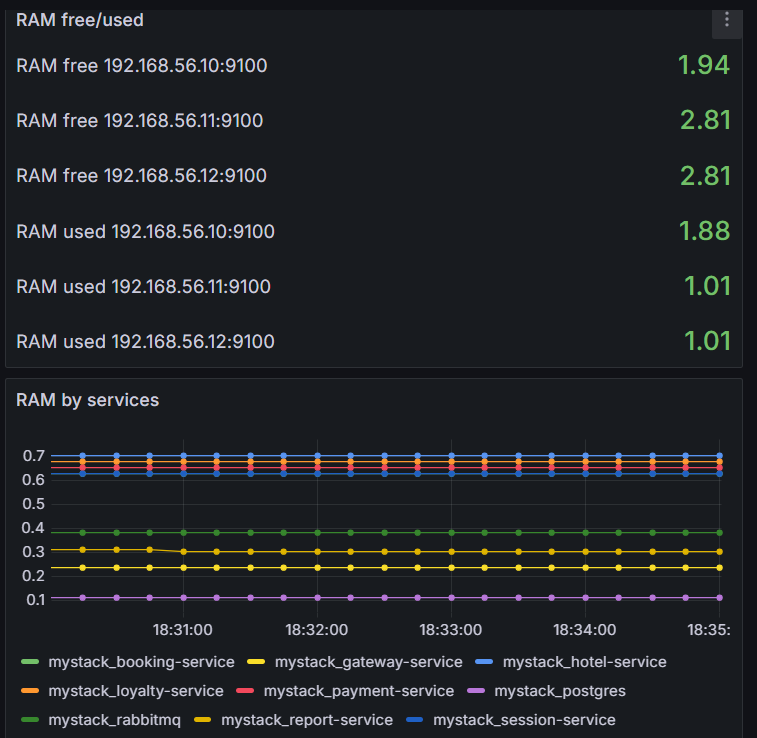 RAM free/used
RAM free 192.168.56.10:9100 1.94
RAM free 192.168.56.11:9100 2.81
RAM free 192.168.56.12:9100 2.81
RAM used 192.168.56.10:9100 1.88
RAM used 192.168.56.11:9100 1.01
RAM used 192.168.56.12:9100 1.01
RAM by services
0.7
0.6
0.5
0.4
0.3
0.2
0.1
18:31:00 18:32:00 18:33:00 18:34:00 18:35:
mystack_booking-service mystack_gateway-service mystack_hotel-service
mystack_loyalty-service mystack_payment-service mystack_postgres
mystack_rabbitmq mystack_report-service mystack_session-service